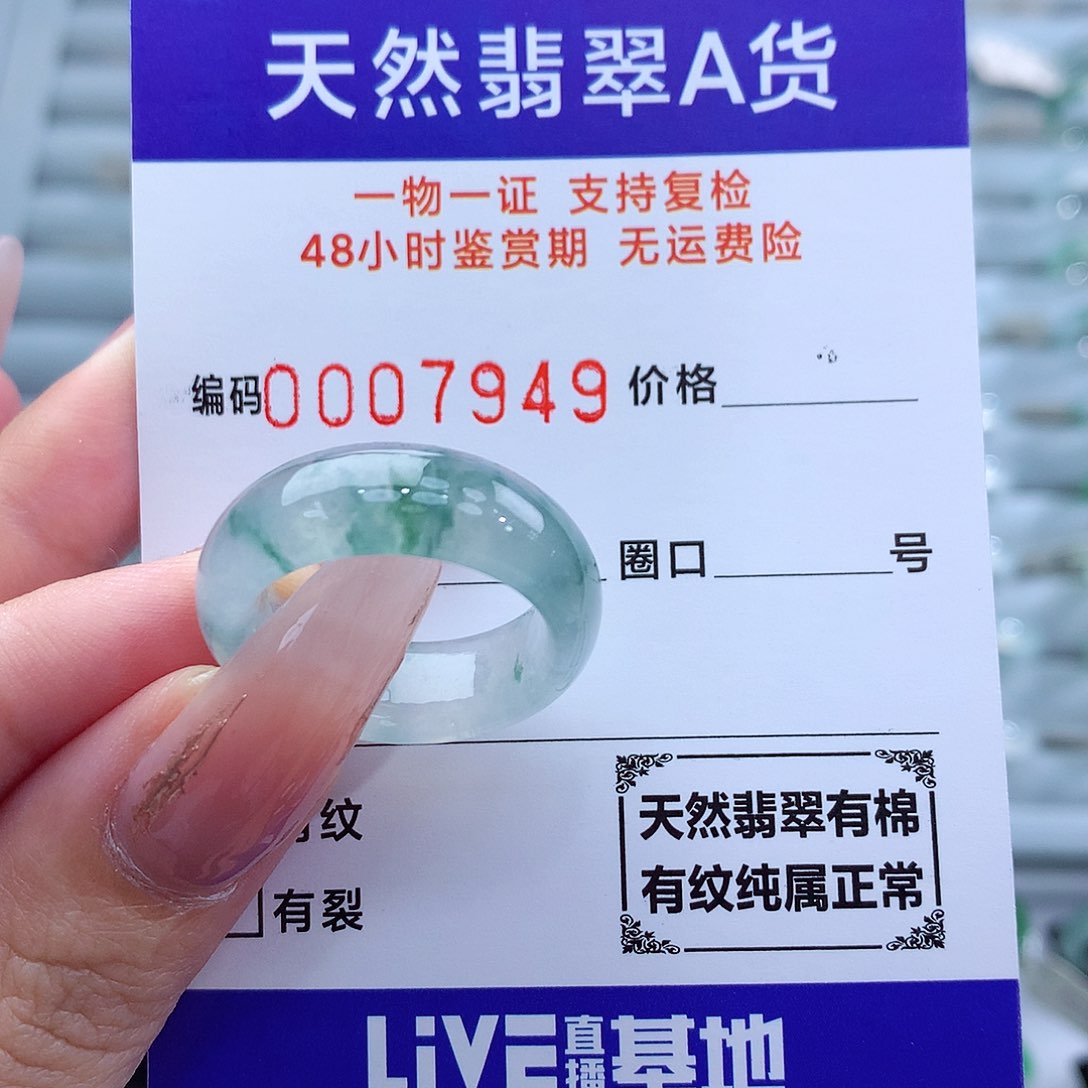 天然翡翠A货
一物一证 支持复检
48小时鉴赏期 无运费险
编码0007949 价格
圈口 号
纹
有裂
天然翡翠有棉
有纹纯属正常
LiVE直播基地